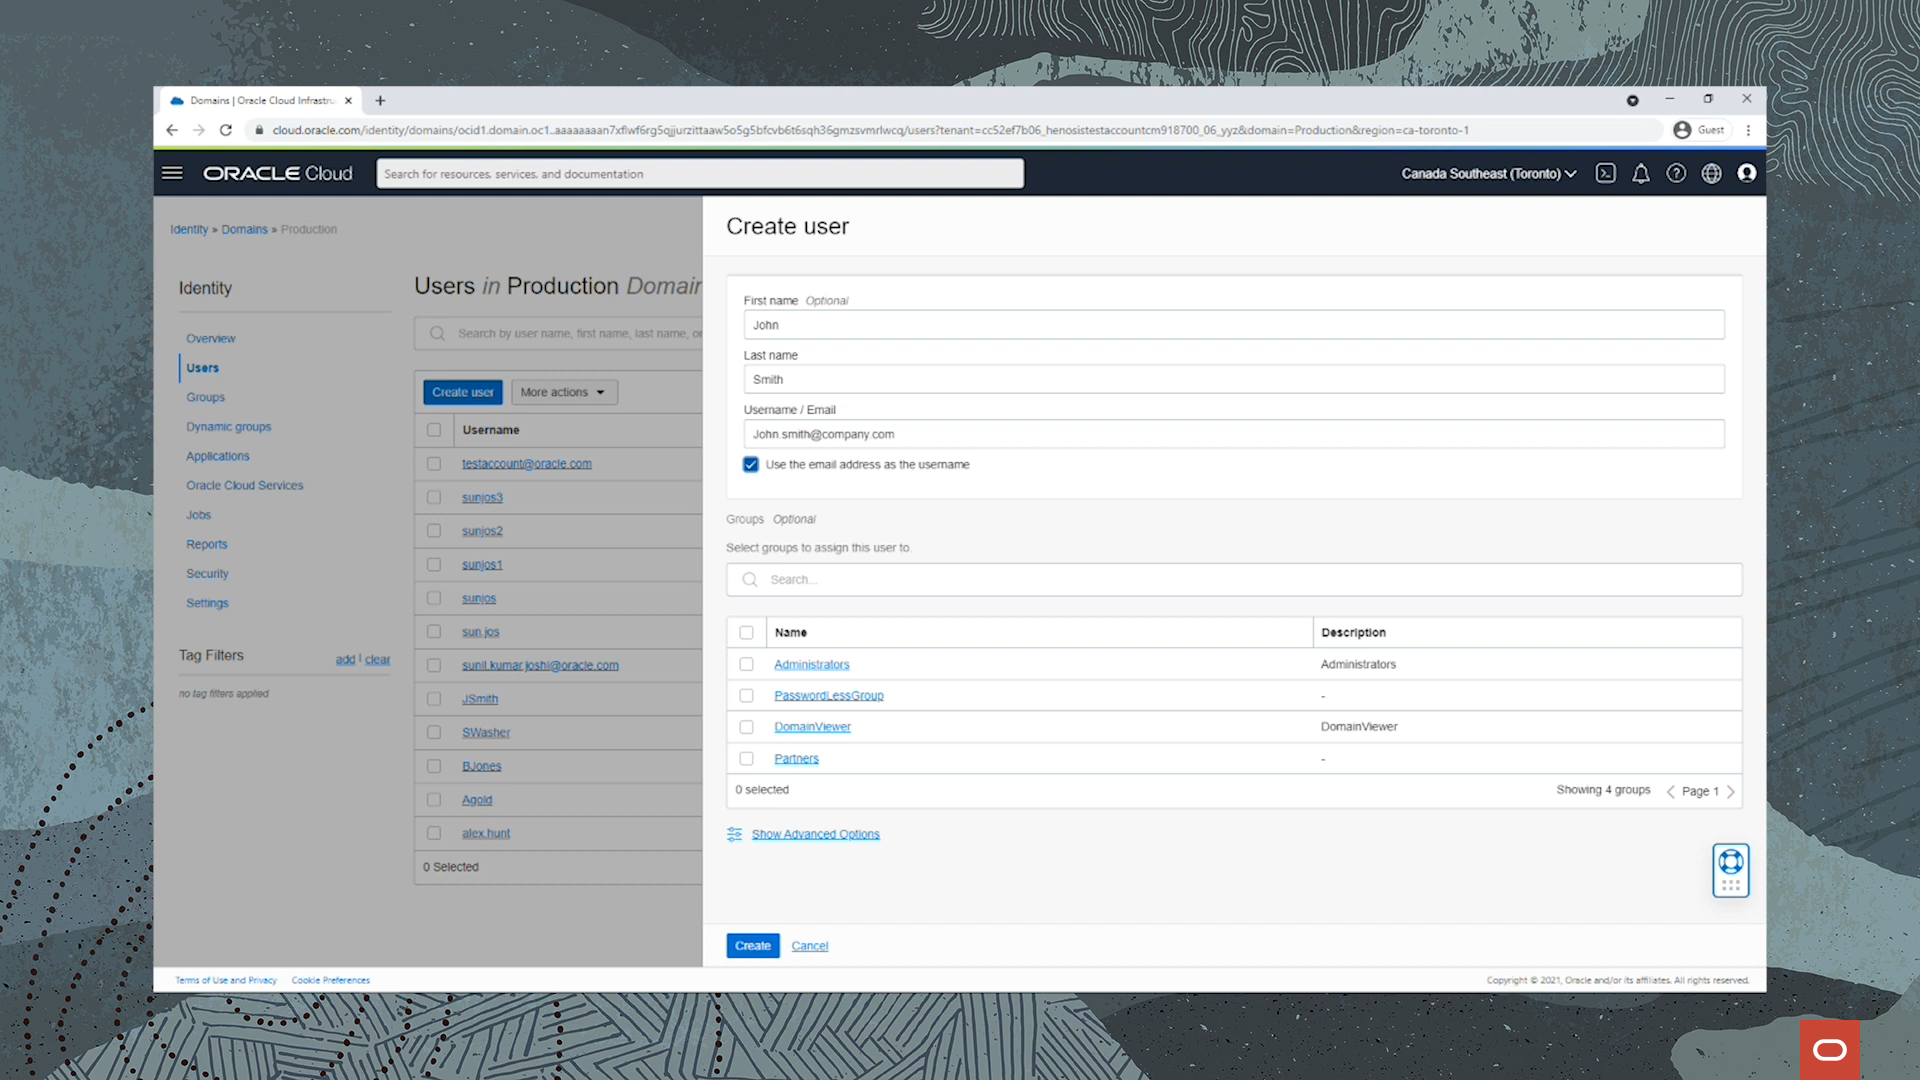 Domains | Oracle Cloud Infrastru
cloud.oracle.com/identity/domains/ocid1.domain.oc1..aaaaaaaan7xflwf6rg5qjjurzittaaw5o5g5bfcvb6t6sqh36gmzsvmrlwcq/users?tenant=cc52ef7b06_henosistestaccountcm918700_06_yyz&domain=Production&region=ca-toronto-1
Guest
ORACLE Cloud
Search for resources, services, and documentation
Canada Southeast (Toronto)
Identity » Domains » Production
Identity
Overview
Users
Groups
Dynamic groups
Applications
Oracle Cloud Services
Jobs
Reports
Security
Settings
Tag Filters
add | clear
no tag filters applied
Users in Production Domain
Search by user name, first name, last name, or
Create user
More actions
Username
testaccount@oracle.com
sunjos3
sunjos2
sunjos1
sunjos
sun.jos
sunil.kumar.joshi@oracle.com
JSmith
SWasher
BJones
Agold
alex.hunt
0 Selected
Create user
First name Optional
John
Last name
Smith
Username / Email
John.smith@company.com
Use the email address as the username
Groups Optional
Select groups to assign this user to.
Search...
Name Description
Administrators Administrators
PasswordLessGroup -
DomainViewer DomainViewer
Partners -
0 selected
Showing 4 groups
Page 1
Show Advanced Options
Create
Cancel
Terms of Use and Privacy
Cookie Preferences
Copyright © 2021, Oracle and/or its affiliates. All rights reserved.